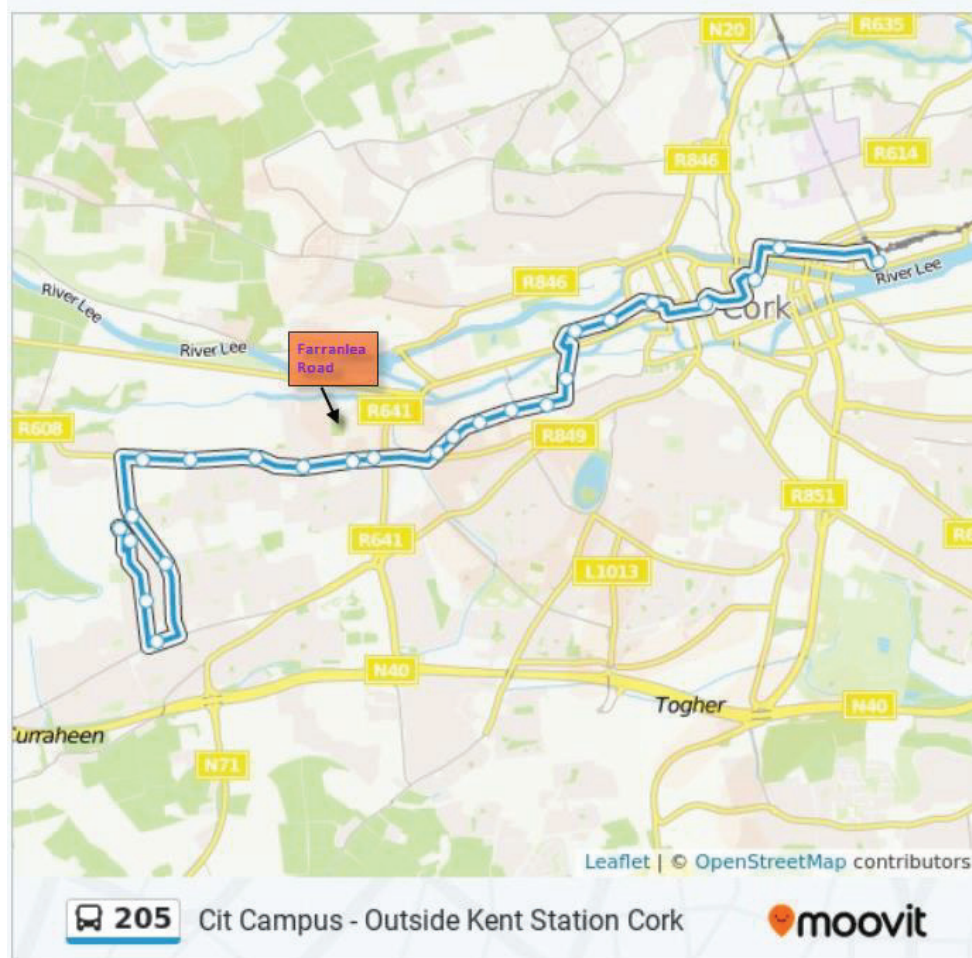 N20
R635
R846
R614
River Lee
R846
River Lee
Cork
River Lee
Farranlea
Road
R641
R608
R849
R851
R641
L1013
N40
Togher
N40
Curraheen
N71
Leaflet | © OpenStreetMap contributors
205 Cit Campus - Outside Kent Station Cork
moovit